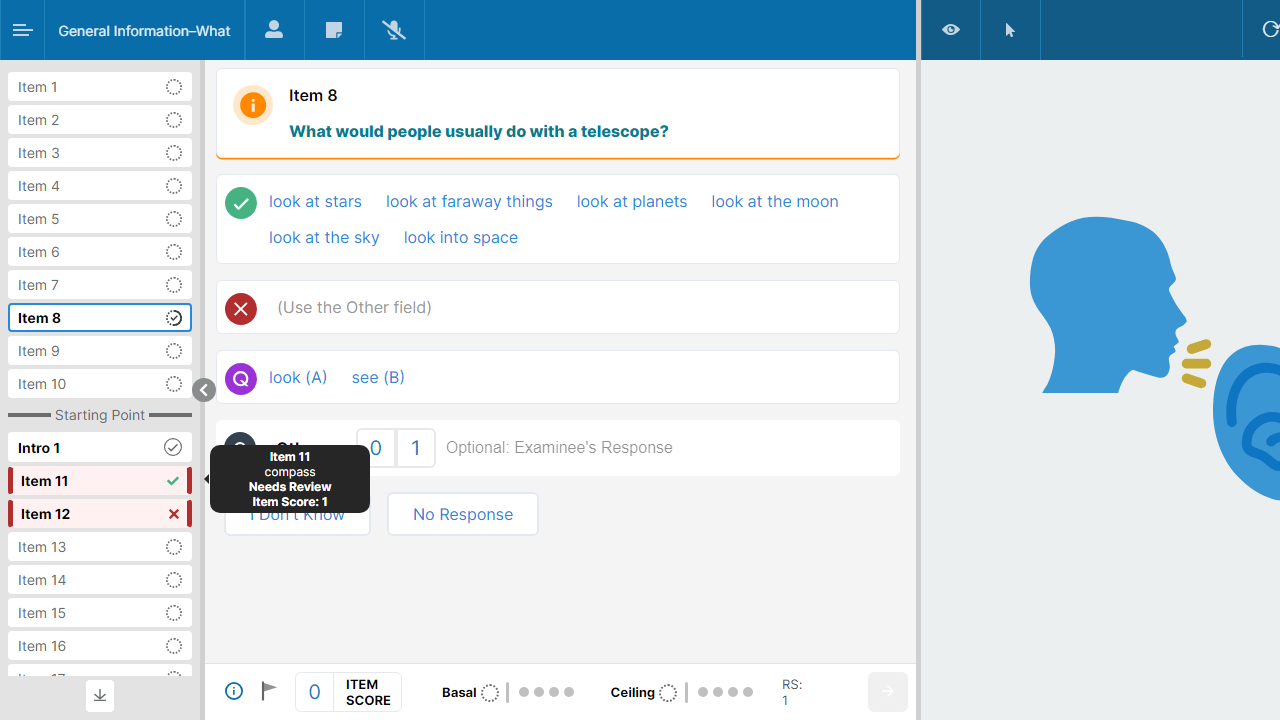 General Information–What
Item 1
Item 2
Item 3
Item 4
Item 5
Item 6
Item 7
Item 8
Item 9
Item 10
Starting Point
Intro 1
Item 11
Item 12
Item 13
Item 14
Item 15
Item 16
Item 8
What would people usually do with a telescope?
look at stars look at faraway things look at planets look at the moon
look at the sky look into space
(Use the Other field)
Q look (A) see (B)
0 1 Optional: Examinee's Response
Item 11
compass
Needs Review
Item Score: 1
I Don't Know No Response
0 ITEM SCORE
Basal
Ceiling
RS:
1